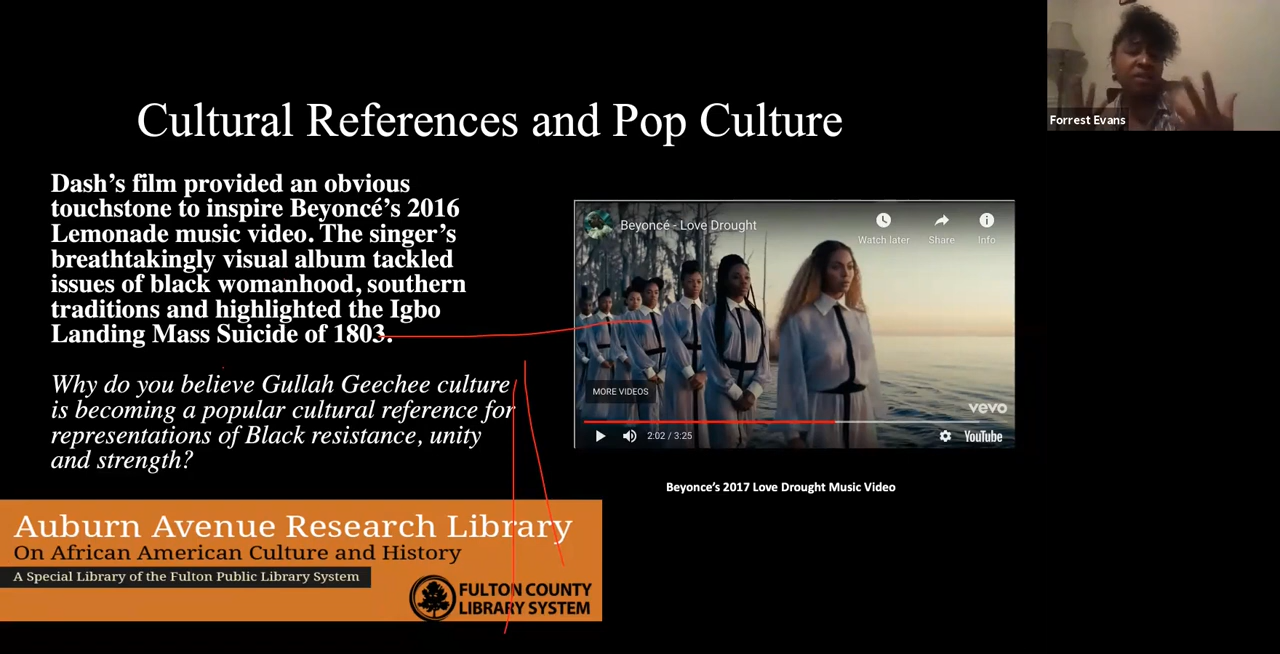 Forrest Evans
Cultural References and Pop Culture
Dash's film provided an obvious
touchstone to inspire Beyoncé's 2016
Lemonade music video. The singer's
breathtakingly visual album tackled
issues of black womanhood, southern
traditions and highlighted the Igbo
Landing Mass Suicide of 1803.
Why do you believe Gullah Geechee culture
is becoming a popular cultural reference for
representations of Black resistance, unity
and strength?
Beyoncé - Love Drought
Watch later
Share
Info
MORE VIDEOS
vevo
2:02 / 3:25
YouTube
Beyonce's 2017 Love Drought Music Video
Auburn Avenue Research Library
On African American Culture and History
A Special Library of the Fulton Public Library System
FULTON COUNTY
LIBRARY SYSTEM